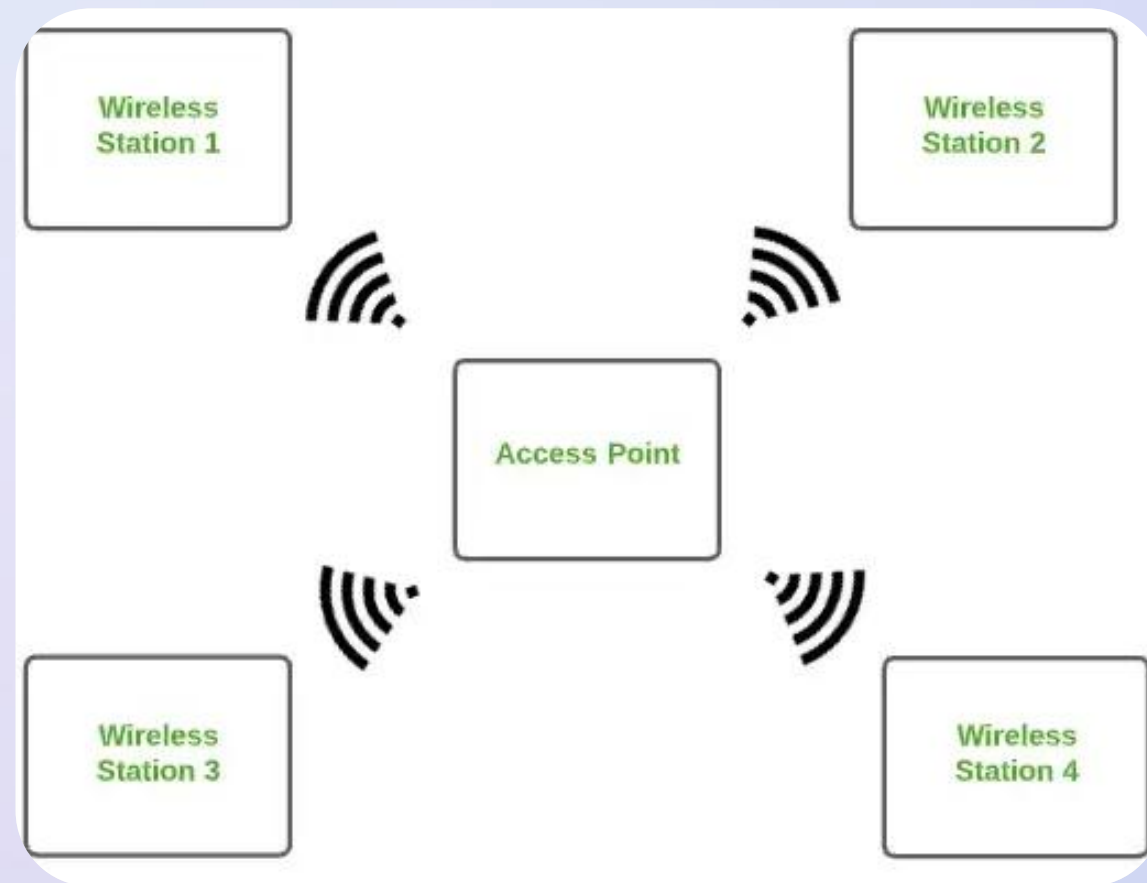 Wireless
Station 1
Wireless
Station 2
Access Point
Wireless
Station 3
Wireless
Station 4